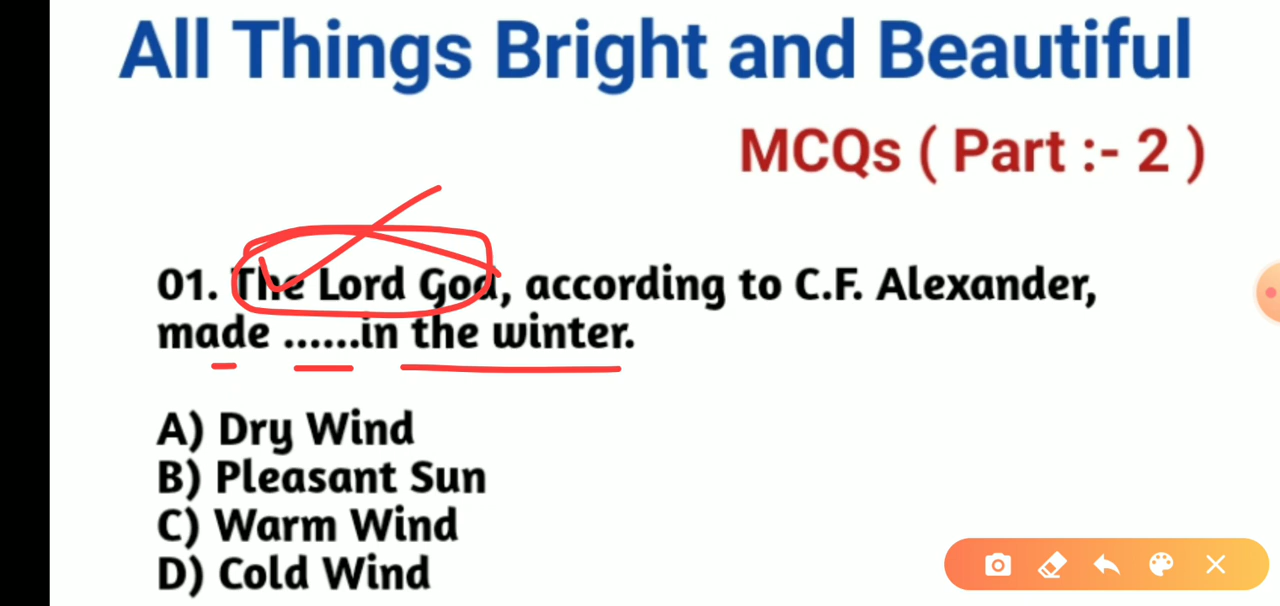 All Things Bright and Beautiful
MCQs ( Part :- 2 )
01. The Lord God, according to C.F. Alexander,
made ......in the winter.
A) Dry Wind
B) Pleasant Sun
C) Warm Wind
D) Cold Wind